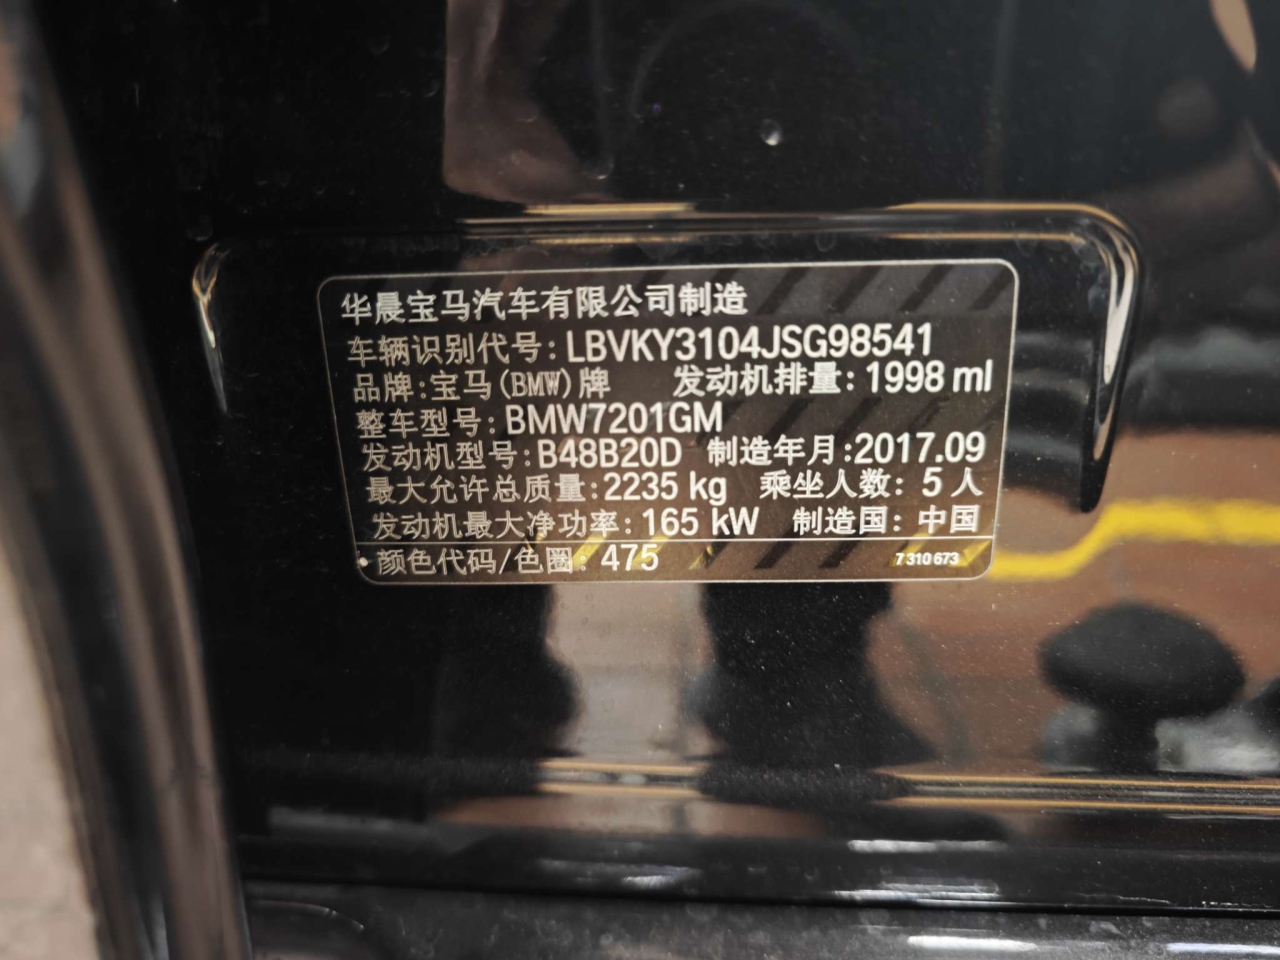 华晨宝马汽车有限公司制造
车辆识别代号：LBVKY3104JSG98541
品牌：宝马(BMW)牌 发动机排量：1998 ml
整车型号：BMW7201GM
发动机型号：B48B20D 制造年月：2017.09
最大允许总质量：2235 kg 乘坐人数：5人
发动机最大净功率：165 kW 制造国：中国
颜色代码/色圈：475 7 310 673